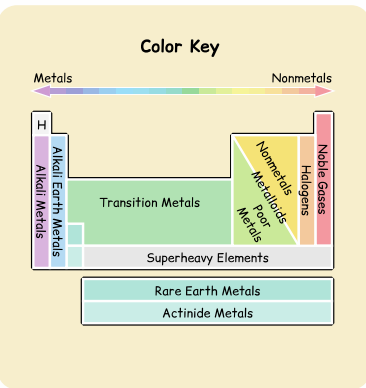 Color Key
Metals
Nonmetals
H
Alkali Metals
Alkali Earth Metals
Transition Metals
Nonmetals
Metalloids
Poor
Metals
Halogens
Noble Gases
Superheavy Elements
Rare Earth Metals
Actinide Metals